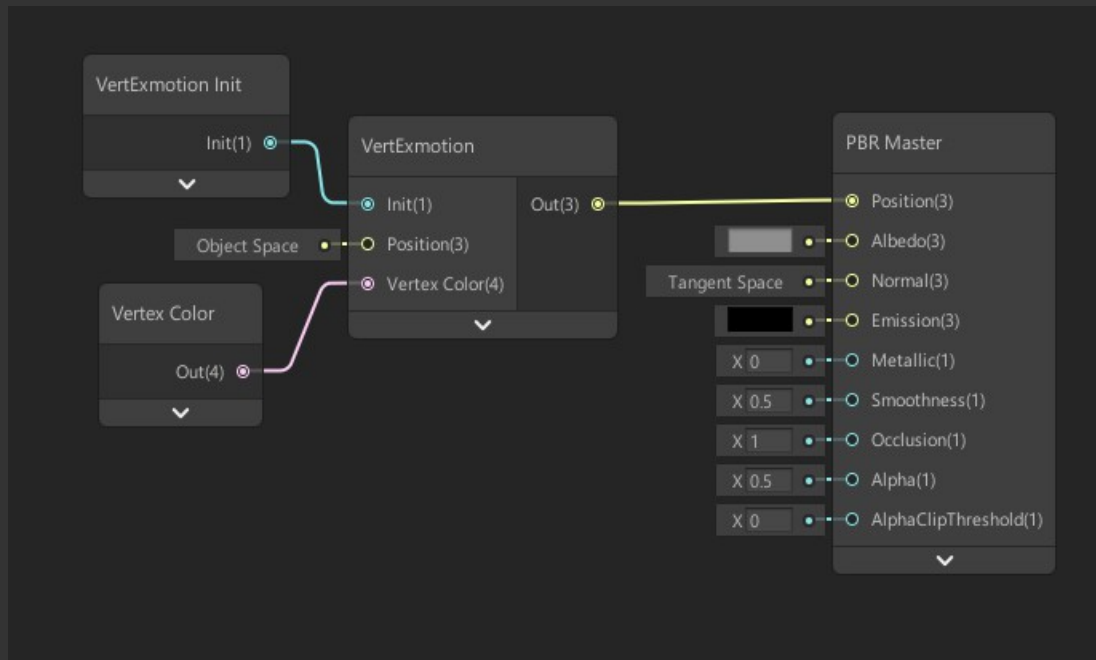 VertExmotion Init
Init(1)
VertExmotion
Init(1)
Out(3)
Object Space
Position(3)
Vertex Color(4)
Vertex Color
Out(4)
PBR Master
Position(3)
Albedo(3)
Tangent Space
Normal(3)
Emission(3)
X 0
Metallic(1)
X 0.5
Smoothness(1)
X 1
Occlusion(1)
X 0.5
Alpha(1)
X 0
AlphaClipThreshold(1)